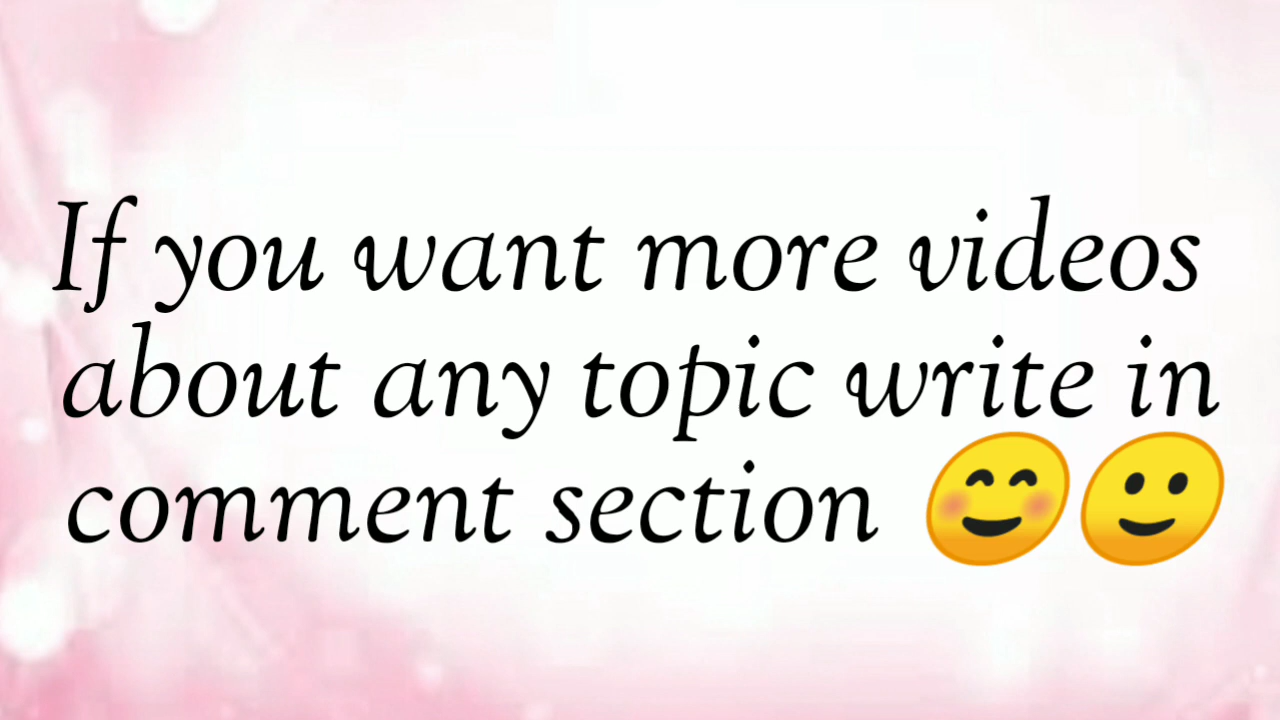 If you want more videos
about any topic write in
comment section 😊🙂